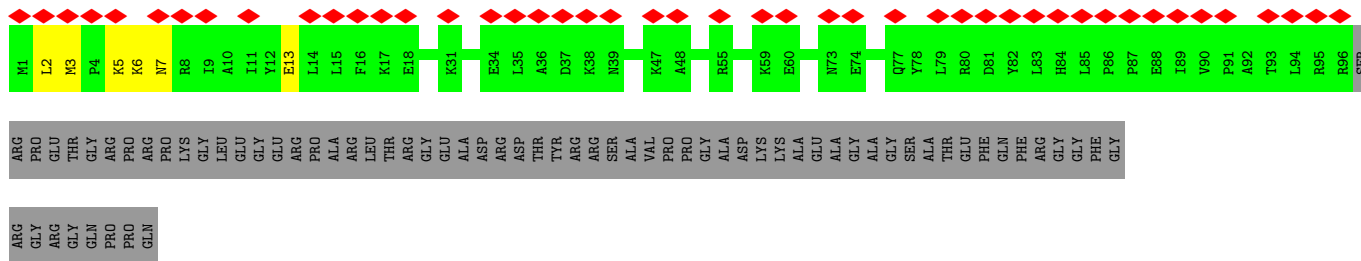 M1 L2 M3 P4 K5 K6 N7 R8 I9 A10 I11 Y12 E13 L14 L15 F16 K17 E18 K31 E34 L35 A36 D37 K38 N39 K47 A48 R55 K59 E60 N73 E74 Q77 Y78 L79 R80 D81 Y82 L83 H84 L85 P86 P87 E88 I89 V90 P91 A92 T93 L94 R95 R96 SER
ARG PRO GLU THR GLY ARG PRO ARG PRO LYS GLY LEU GLU GLY GLU ARG PRO ALA ARG LEU THR ARG GLY GLU ALA ASP ARG ASP THR TYR ARG ARG SER ALA VAL PRO PRO GLY ALA ASP LYS LYS ALA GLU ALA GLY ALA GLY SER ALA THR GLU PHE GLN PHE ARG GLY GLY PHE GLY
ARG GLY ARG GLY GLN PRO PRO GLN